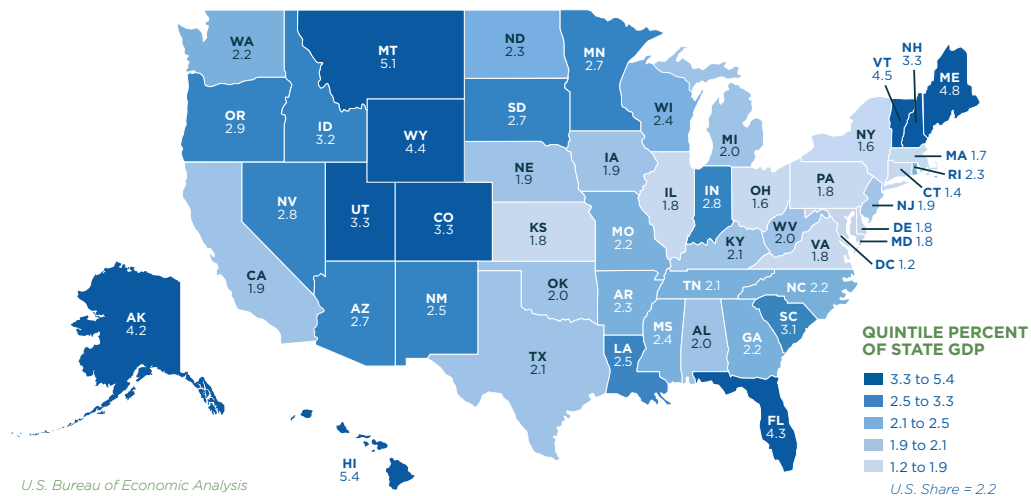 WA
2.2
OR
2.9
ID
3.2
MT
5.1
WY
4.4
ND
2.3
SD
2.7
NE
1.9
KS
1.8
MN
2.7
IA
1.9
MO
2.2
WI
2.4
MI
2.0
IL
1.8
IN
2.8
OH
1.6
KY
2.1
WV
2.0
VA
1.8
PA
1.8
NY
1.6
VT
4.5
NH
3.3
ME
4.8
MA 1.7
RI 2.3
CT 1.4
NJ 1.9
DE 1.8
MD 1.8
DC 1.2
NV
2.8
UT
3.3
CO
3.3
CA
1.9
AZ
2.7
NM
2.5
OK
2.0
TX
2.1
AR
2.3
LA
2.5
MS
2.4
AL
2.0
TN 2.1
NC 2.2
SC
3.1
GA
2.2
FL
4.3
AK
4.2
HI
5.4
QUINTILE PERCENT
OF STATE GDP
3.3 to 5.4
2.5 to 3.3
2.1 to 2.5
1.9 to 2.1
1.2 to 1.9
U.S. Share = 2.2
U.S. Bureau of Economic Analysis